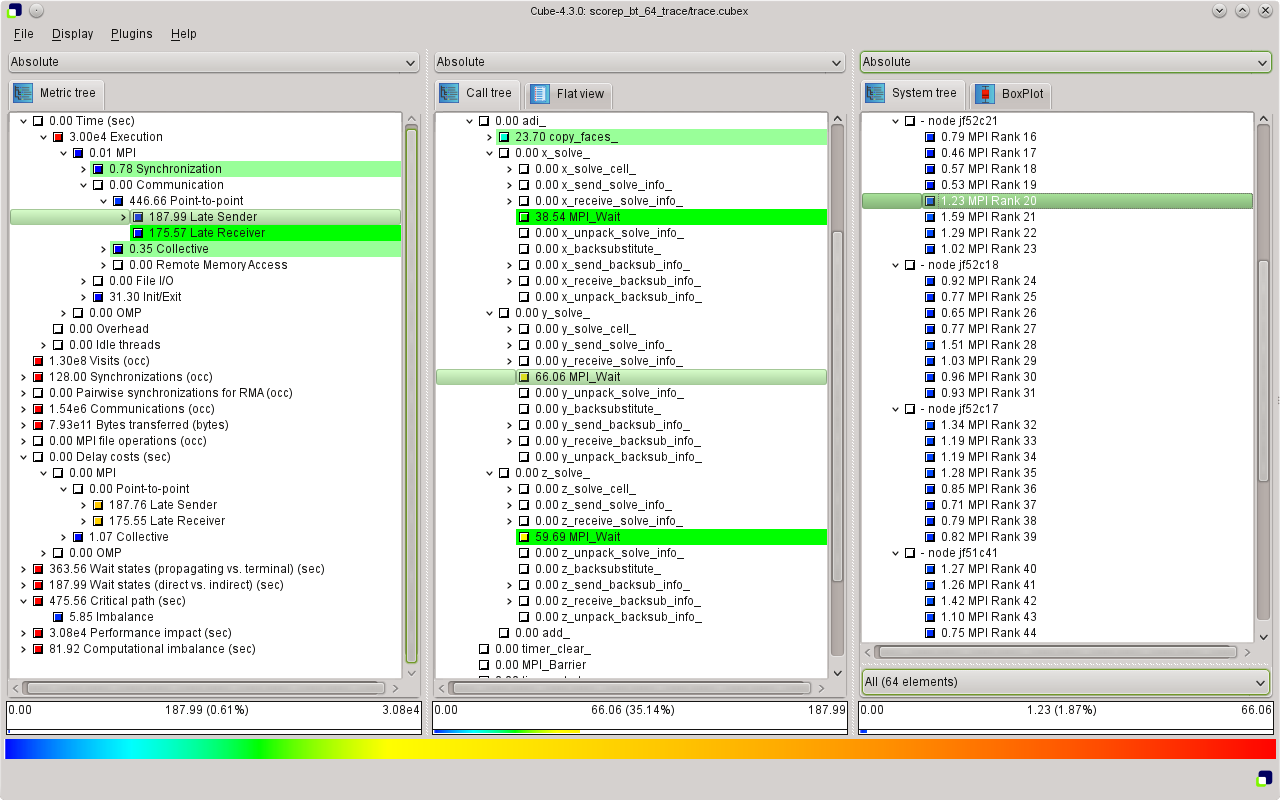 Cube-4.3.0: scorep_bt_64_trace/trace.cubex
File Display Plugins Help
Absolute
Metric tree
0.00 Time (sec)
3.00e4 Execution
0.01 MPI
0.78 Synchronization
0.00 Communication
446.66 Point-to-point
187.99 Late Sender
175.57 Late Receiver
0.35 Collective
0.00 Remote Memory Access
0.00 File I/O
31.30 Init/Exit
0.00 OMP
0.00 Overhead
0.00 Idle threads
1.30e8 Visits (occ)
128.00 Synchronizations (occ)
0.00 Pairwise synchronizations for RMA (occ)
1.54e6 Communications (occ)
7.93e11 Bytes transferred (bytes)
0.00 MPI file operations (occ)
0.00 Delay costs (sec)
0.00 MPI
0.00 Point-to-point
187.76 Late Sender
175.55 Late Receiver
1.07 Collective
0.00 OMP
363.56 Wait states (propagating vs. terminal) (sec)
187.99 Wait states (direct vs. indirect) (sec)
475.56 Critical path (sec)
5.85 Imbalance
3.08e4 Performance impact (sec)
81.92 Computational imbalance (sec)
0.00 187.99 (0.61%) 3.08e4
Absolute
Call tree Flat view
0.00 adi_
23.70 copy_faces_
0.00 x_solve_
0.00 x_solve_cell_
0.00 x_send_solve_info_
0.00 x_receive_solve_info_
38.54 MPI_Wait
0.00 x_unpack_solve_info_
0.00 x_backsubstitute_
0.00 x_send_backsub_info_
0.00 x_receive_backsub_info_
0.00 x_unpack_backsub_info_
0.00 y_solve_
0.00 y_solve_cell_
0.00 y_send_solve_info_
0.00 y_receive_solve_info_
66.06 MPI_Wait
0.00 y_unpack_solve_info_
0.00 y_backsubstitute_
0.00 y_send_backsub_info_
0.00 y_receive_backsub_info_
0.00 y_unpack_backsub_info_
0.00 z_solve_
0.00 z_solve_cell_
0.00 z_send_solve_info_
0.00 z_receive_solve_info_
59.69 MPI_Wait
0.00 z_unpack_solve_info_
0.00 z_backsubstitute_
0.00 z_send_backsub_info_
0.00 z_receive_backsub_info_
0.00 z_unpack_backsub_info_
0.00 add_
0.00 timer_clear_
0.00 MPI_Barrier
0.00 66.06 (35.14%) 187.99
Absolute
System tree BoxPlot
- node jf52c21
0.79 MPI Rank 16
0.46 MPI Rank 17
0.57 MPI Rank 18
0.53 MPI Rank 19
1.23 MPI Rank 20
1.59 MPI Rank 21
1.29 MPI Rank 22
1.02 MPI Rank 23
- node jf52c18
0.92 MPI Rank 24
0.77 MPI Rank 25
0.65 MPI Rank 26
0.77 MPI Rank 27
1.51 MPI Rank 28
1.03 MPI Rank 29
0.96 MPI Rank 30
0.93 MPI Rank 31
- node jf52c17
1.34 MPI Rank 32
1.19 MPI Rank 33
1.19 MPI Rank 34
1.28 MPI Rank 35
0.85 MPI Rank 36
0.71 MPI Rank 37
0.79 MPI Rank 38
0.82 MPI Rank 39
- node jf51c41
1.27 MPI Rank 40
1.26 MPI Rank 41
1.42 MPI Rank 42
1.10 MPI Rank 43
0.75 MPI Rank 44
All (64 elements)
0.00 1.23 (1.87%) 66.06